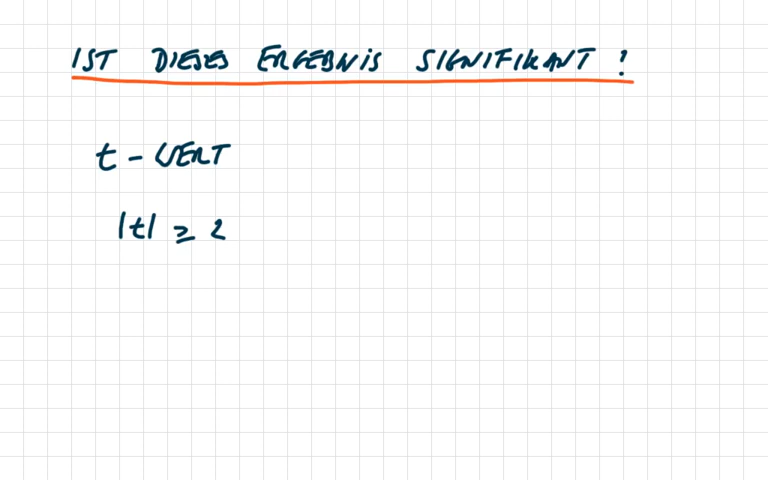 IST DIESES ERGEBNIS SIGNIFIKANT ?
t - WERT
|t| ≥ 2